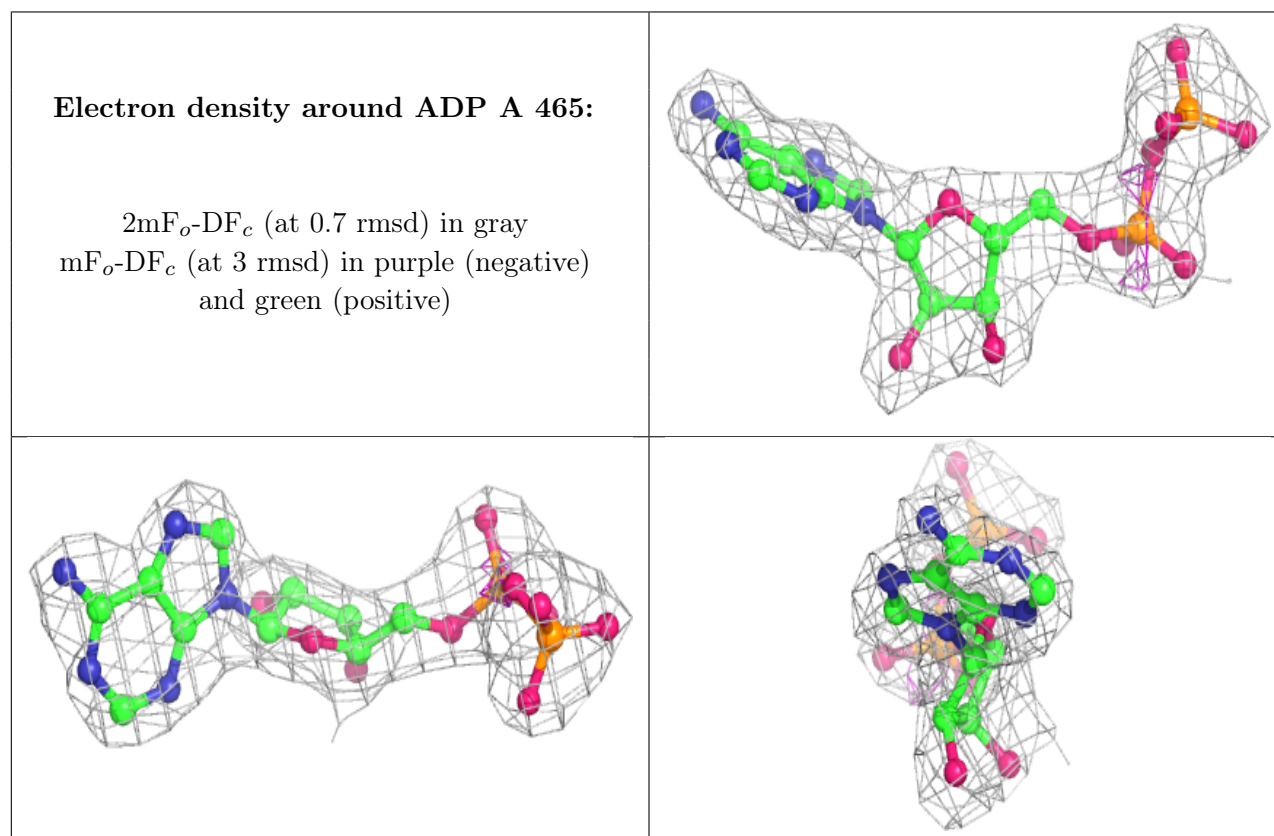 Electron density around ADP A 465:
2mFₒ-DF𝒸 (at 0.7 rmsd) in gray
mFₒ-DF𝒸 (at 3 rmsd) in purple (negative)
and green (positive)